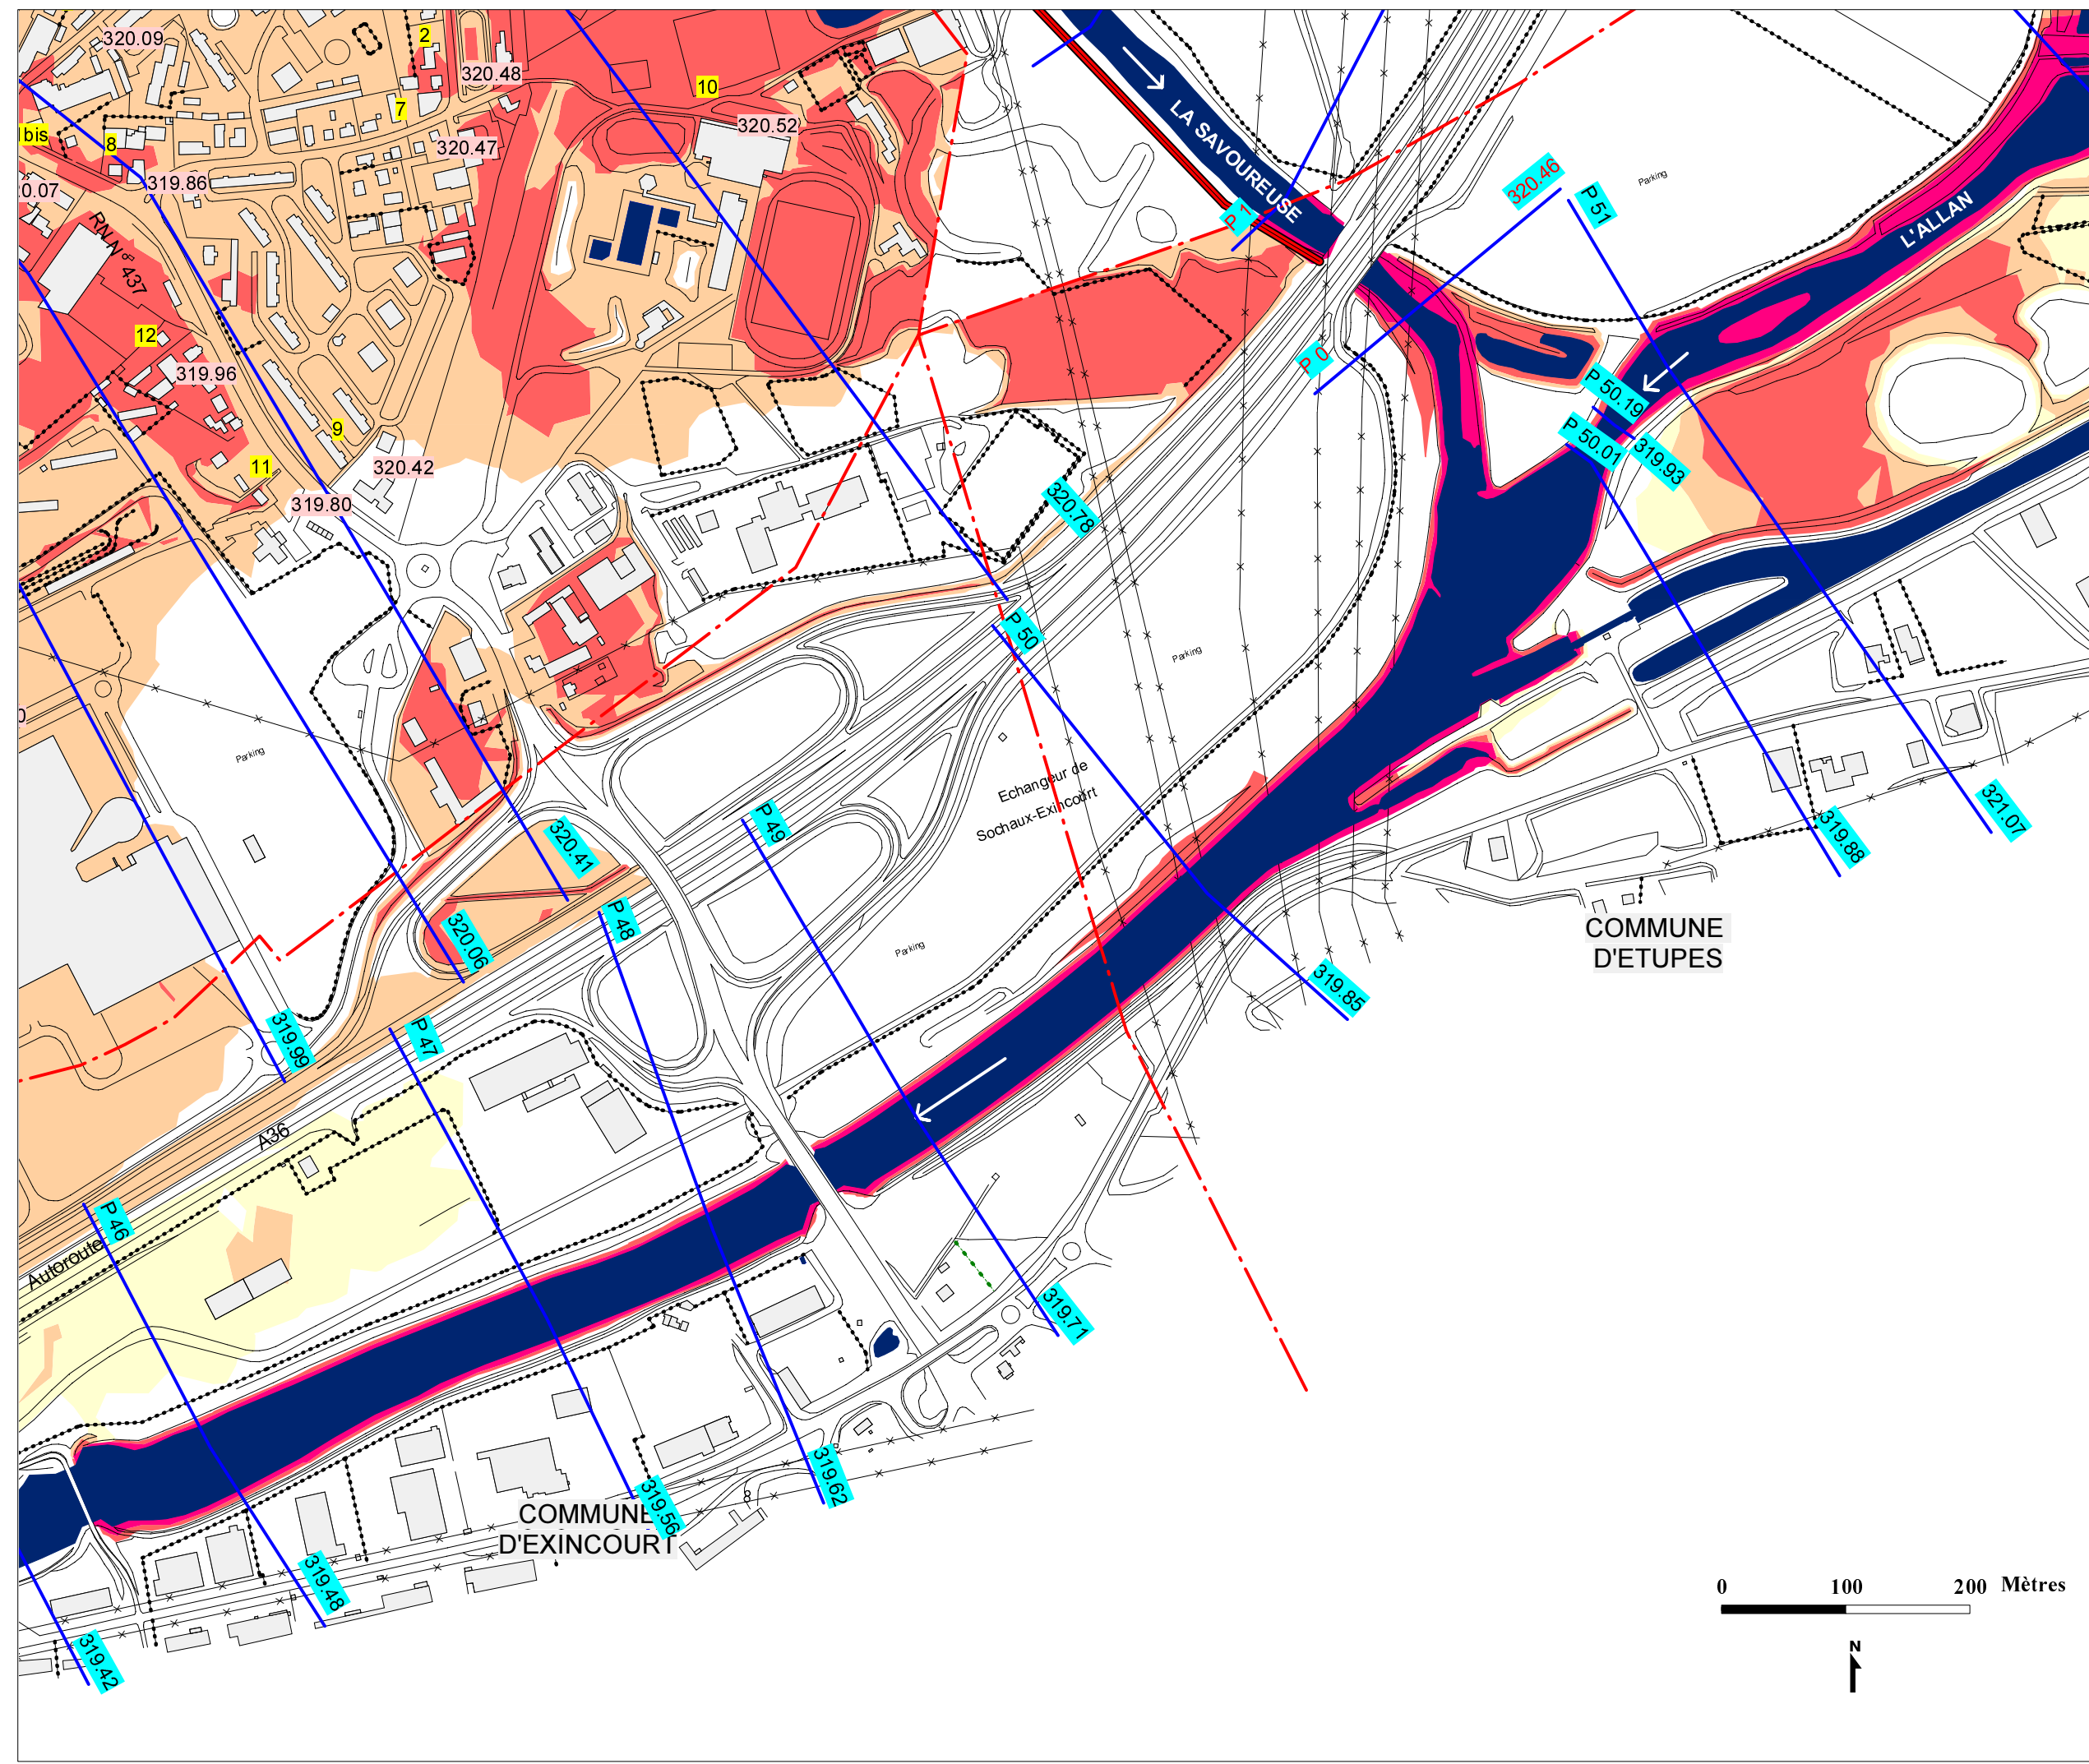 320.09
2
320.48
10
7
320.52
LA SAVOUREUSE
1bis
8
320.47
319.86
RN N° 437
P 1
320.46
P 51
Parking
L'ALLAN
12
319.96
P 0
P 50.19
P 50.01
319.93
9
11
320.42
319.80
320.78
P 50
Parking
Parking
Echangeur de
Sochaux-Exincourt
P 49
320.41
319.88
321.07
P 48
320.06
Parking
COMMUNE
D'ETUPES
319.85
319.99
P 47
A36
P 46
Autoroute
319.71
319.62
319.56
COMMUNE
D'EXINCOURT
319.48
319.42
0 100 200 Mètres
N